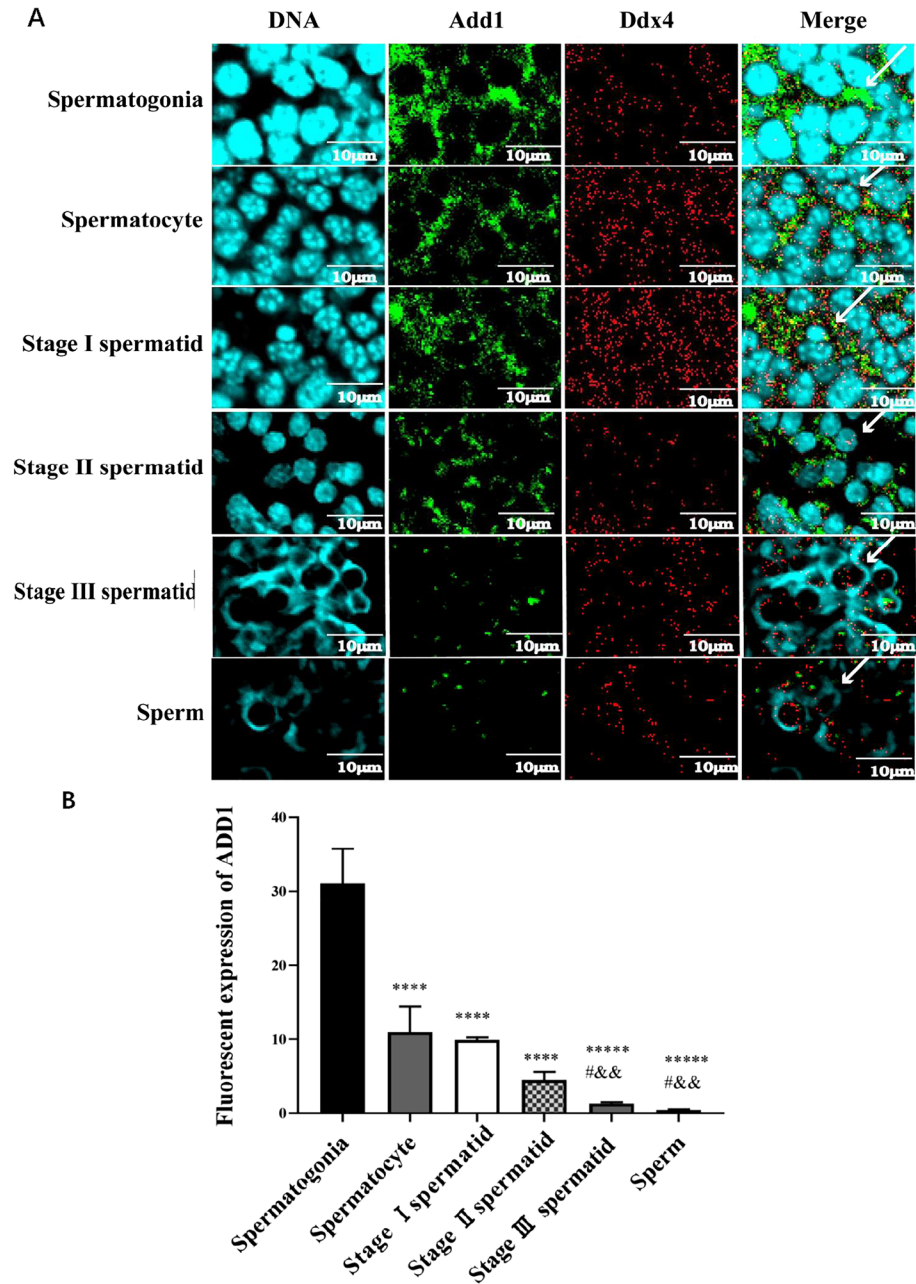 A
DNA Add1 Ddx4 Merge
Spermatogonia
10μm 10μm 10μm 10μm
Spermatocyte
10μm 10μm 10μm 10μm
Stage I spermatid
10μm 10μm 10μm 10μm
Stage II spermatid
10μm 10μm 10μm 10μm
Stage III spermatid
10μm 10μm 10μm 10μm
Sperm
10μm 10μm 10μm 10μm
B
Fluorescent expression of ADD1
40
30
20
10
0
****
****
****
*****
#&&
*****
#&&
Spermatogonia
Spermatocyte
Stage Ⅰ spermatid
Stage Ⅱ spermatid
Stage Ⅲ spermatid
Sperm